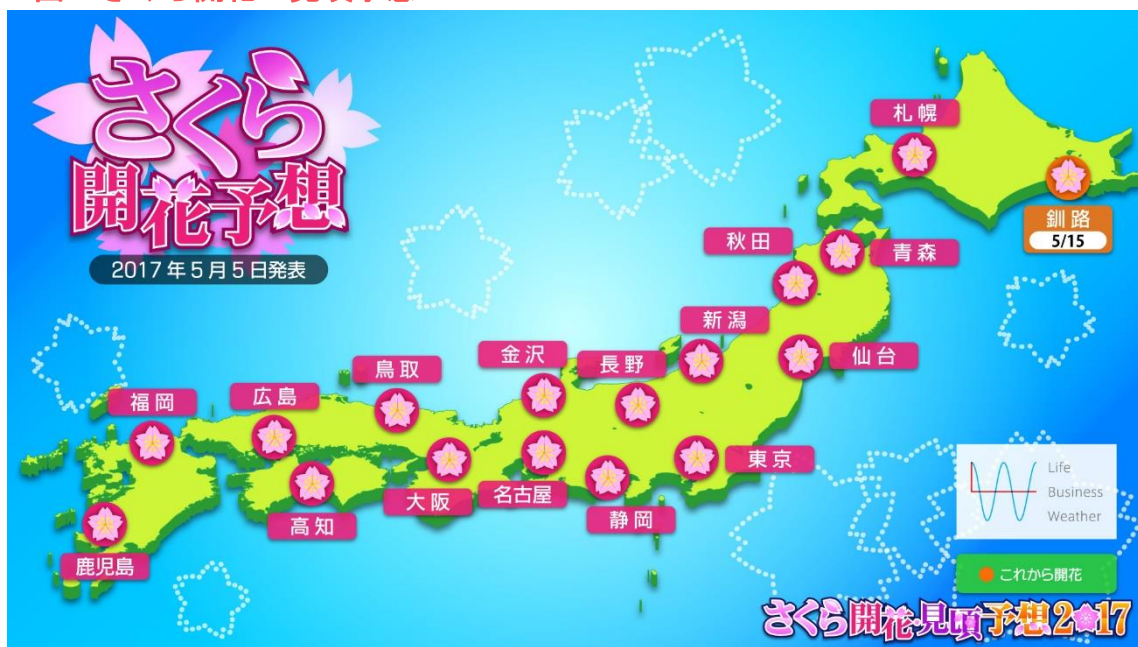 さくら
開花予想
2017年5月5日発表
札幌
釧路
5/15
秋田
青森
新潟
仙台
金沢
長野
鳥取
広島
福岡
東京
大阪
名古屋
静岡
高知
鹿児島
Life
Business
Weather
これから開花
さくら開花・見頃予想2017